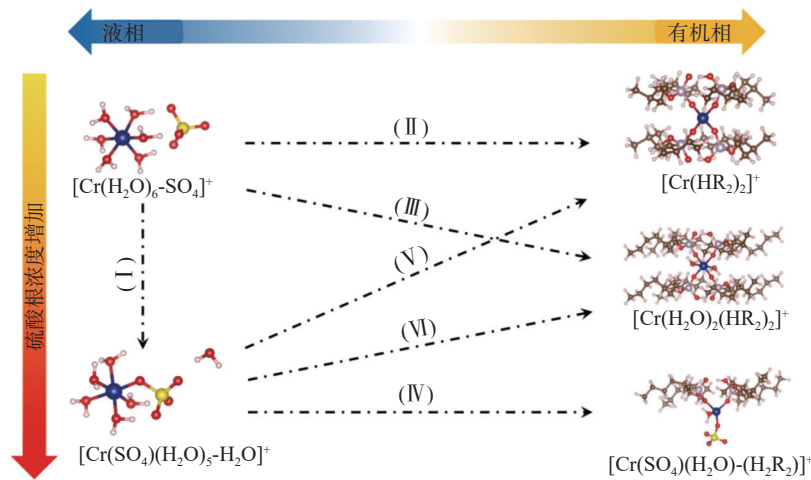 液相
有机相
硫酸根浓度增加
[Cr(H₂O)₆-SO₄]⁺
(Ⅱ)
[Cr(HR₂)₂]⁺
(Ⅲ)
(Ⅰ)
(Ⅴ)
[Cr(H₂O)₂(HR₂)₂]⁺
(Ⅵ)
(Ⅳ)
[Cr(SO₄)(H₂O)₅-H₂O]⁺
[Cr(SO₄)(H₂O)-(H₂R₂)]⁺